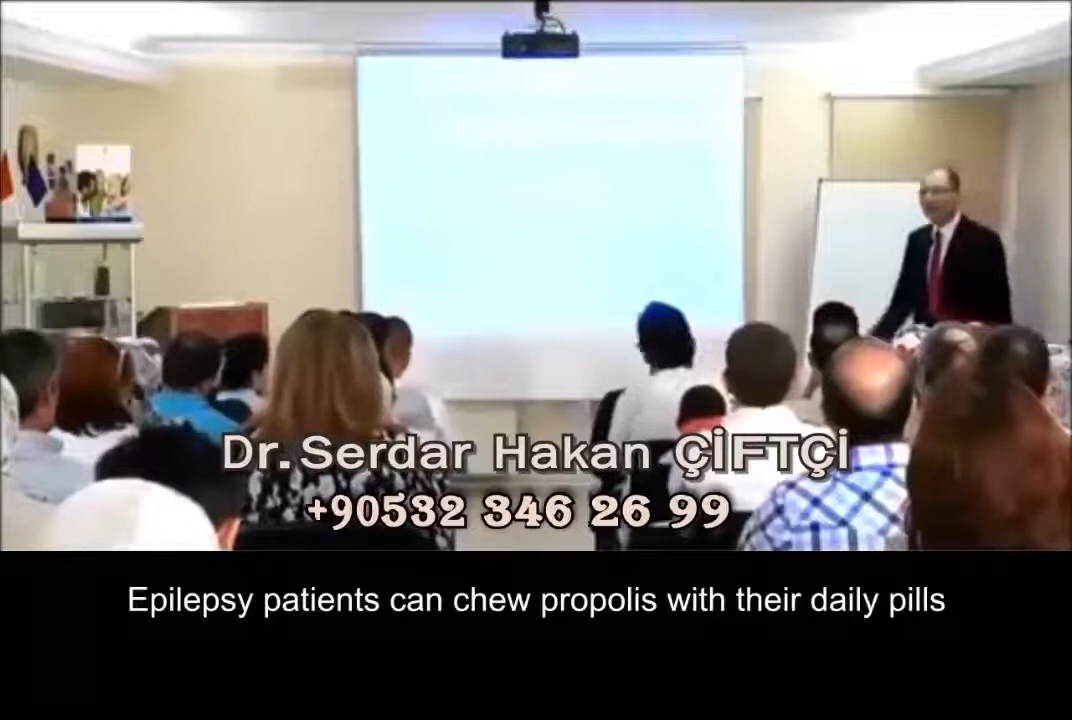 Dr. Serdar Hakan ÇİFTÇİ
+90532 346 26 99
Epilepsy patients can chew propolis with their daily pills